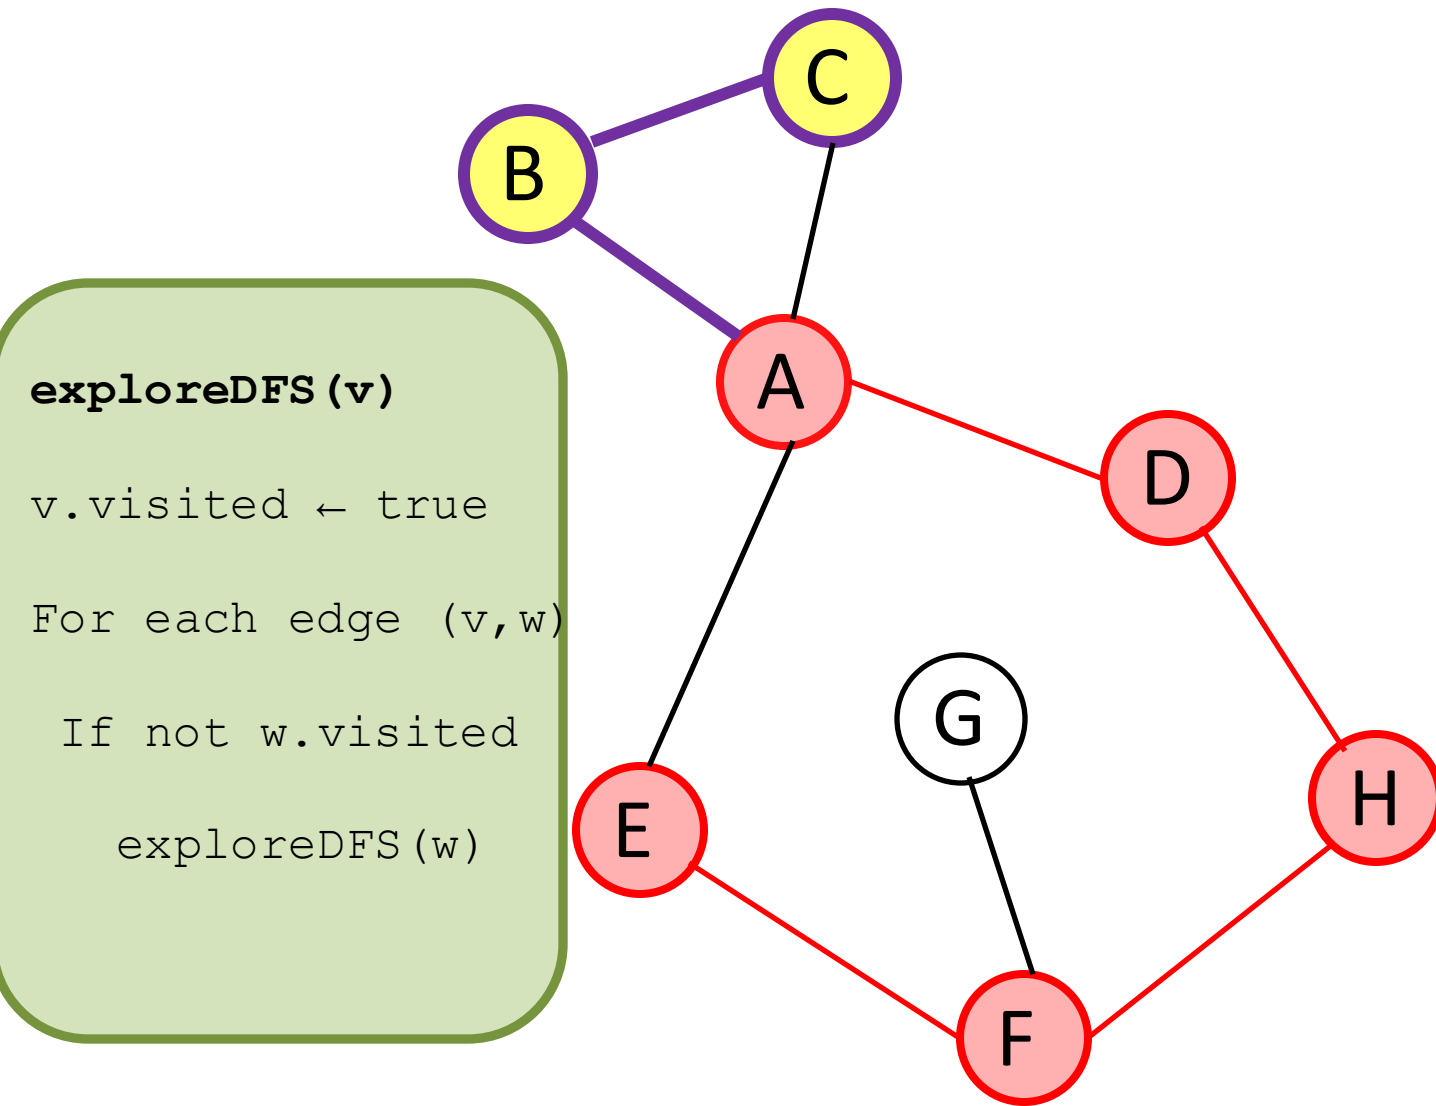 C
B
A
D
G
H
E
F
exploreDFS(v)
v.visited ← true
For each edge (v,w)
If not w.visited
exploreDFS(w)